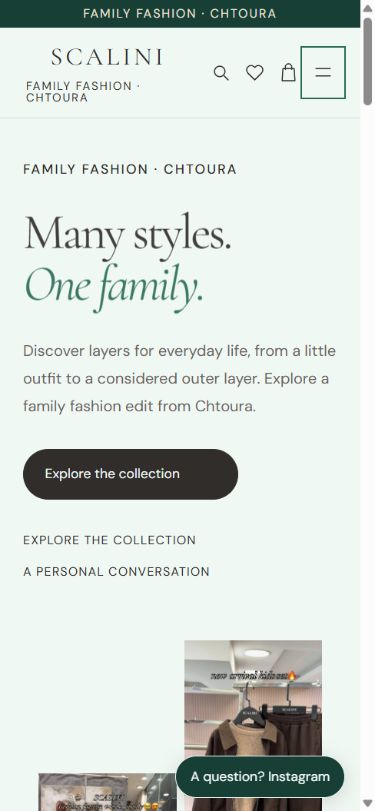 FAMILY FASHION · CHTOURA
SCALINI
FAMILY FASHION ·
CHTOURA
FAMILY FASHION · CHTOURA
Many styles.
One family.
Discover layers for everyday life, from a little
outfit to a considered outer layer. Explore a
family fashion edit from Chtoura.
Explore the collection
EXPLORE THE COLLECTION
A PERSONAL CONVERSATION
new arrival kids
SCALINI
A question? Instagram